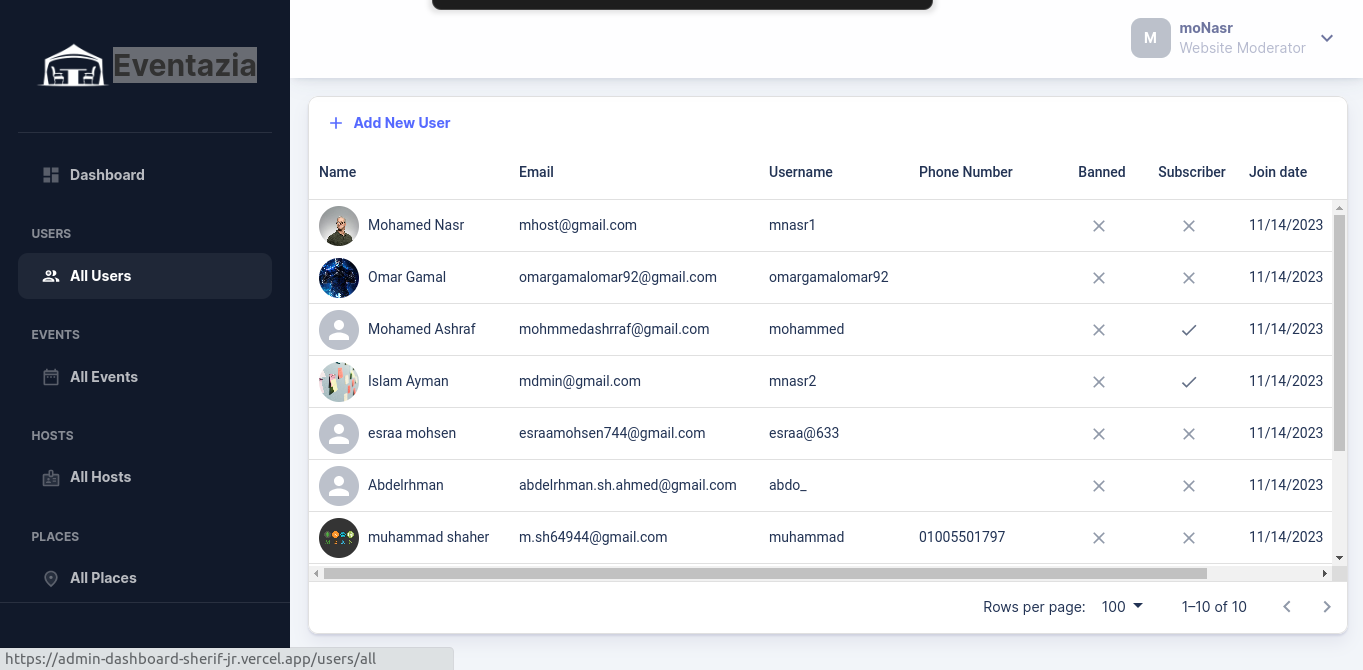 Eventazia
Dashboard
USERS
All Users
EVENTS
All Events
HOSTS
All Hosts
PLACES
All Places
M
moNasr
Website Moderator
+ Add New User
Name Email Username Phone Number Banned Subscriber Join date
Mohamed Nasr mhost@gmail.com mnasr1 11/14/2023
Omar Gamal omargamalomar92@gmail.com omargamalomar92 11/14/2023
Mohamed Ashraf mohmmedashrraf@gmail.com mohammed 11/14/2023
Islam Ayman mdmin@gmail.com mnasr2 11/14/2023
esraa mohsen esraamohsen744@gmail.com esraa@633 11/14/2023
Abdelrhman abdelrhman.sh.ahmed@gmail.com abdo_ 11/14/2023
muhammad shaher m.sh64944@gmail.com muhammad 01005501797 11/14/2023
Rows per page: 100 1–10 of 10
https://admin-dashboard-sherif-jr.vercel.app/users/all